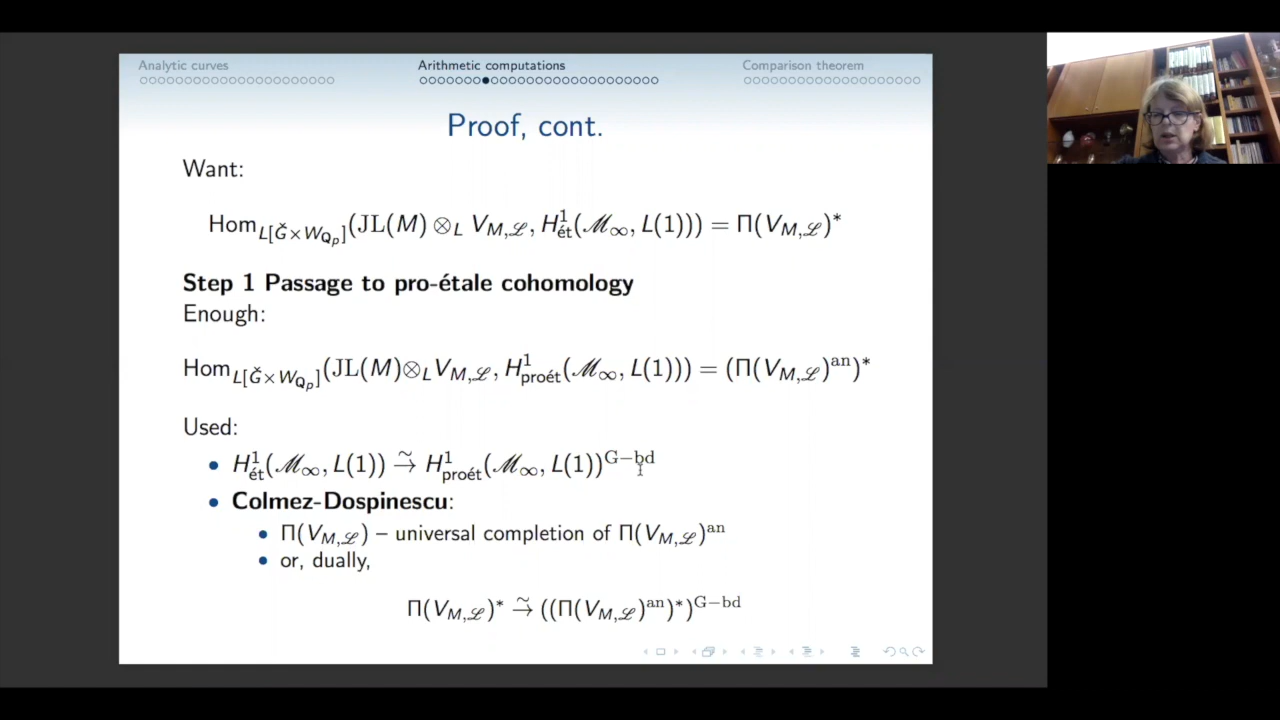 Analytic curves Arithmetic computations Comparison theorem
Proof, cont.
Want:
Hom_{L[Ǧ×W_{Q_p}]}(JL(M) ⊗_L V_{M,ℒ}, H^1_{ét}(ℳ_∞, L(1))) = Π(V_{M,ℒ})^*
Step 1 Passage to pro-étale cohomology
Enough:
Hom_{L[Ǧ×W_{Q_p}]}(JL(M)⊗_L V_{M,ℒ}, H^1_{proét}(ℳ_∞, L(1))) = (Π(V_{M,ℒ})^{an})^*
Used:
• H^1_{ét}(ℳ_∞, L(1)) →̃ H^1_{proét}(ℳ_∞, L(1))^{G−bd}
• Colmez-Dospinescu:
• Π(V_{M,ℒ}) – universal completion of Π(V_{M,ℒ})^{an}
• or, dually,
Π(V_{M,ℒ})^* →̃ ((Π(V_{M,ℒ})^{an})^*)^{G−bd}